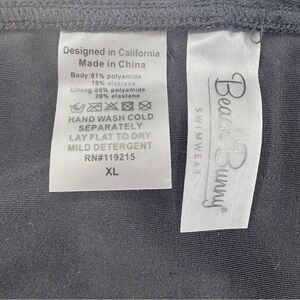 Designed in California
Made in China
Body:81% polyamide
19% elastane
Lining:80% polyamide
20% elastane
HAND WASH COLD
SEPARATELY
LAY FLAT TO DRY
MILD DETERGENT
RN#119215
XL
Beach Bunny®
SWIMWEAR